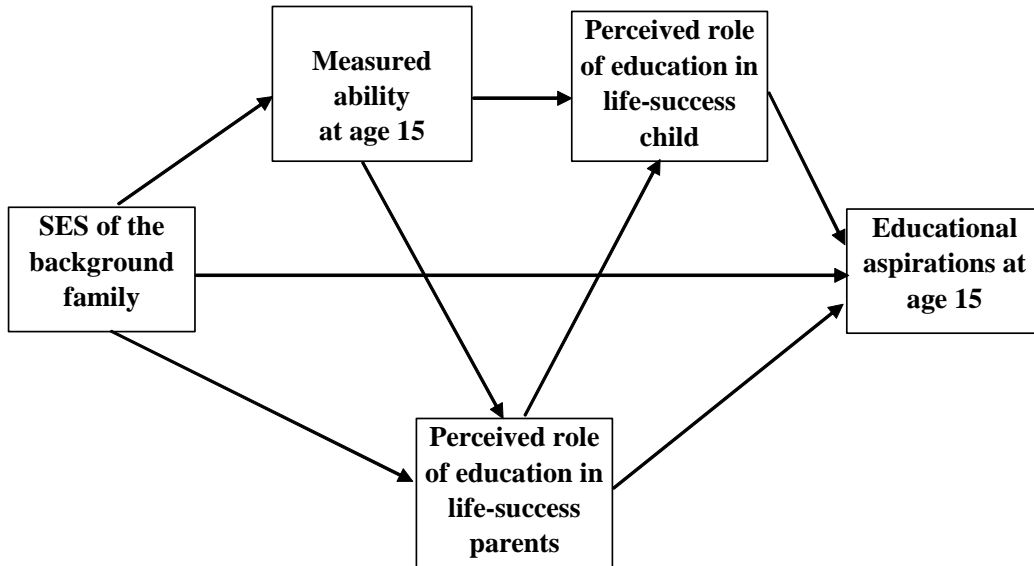 Measured
ability
at age 15
Perceived role
of education in
life-success
child
SES of the
background
family
Educational
aspirations at
age 15
Perceived role
of education in
life-success
parents